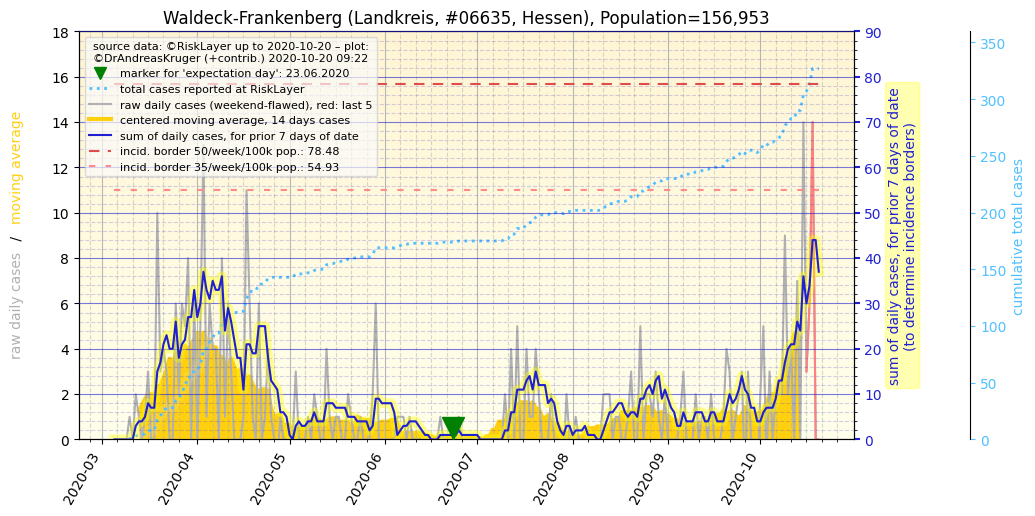 Waldeck-Frankenberg (Landkreis, #06635, Hessen), Population=156,953
source data: ©RiskLayer up to 2020-10-20 – plot:
©DrAndreasKruger (+contrib.) 2020-10-20 09:22
marker for 'expectation day': 23.06.2020
total cases reported at RiskLayer
raw daily cases (weekend-flawed), red: last 5
centered moving average, 14 days cases
sum of daily cases, for prior 7 days of date
incid. border 50/week/100k pop.: 78.48
incid. border 35/week/100k pop.: 54.93
raw daily cases / moving average
18
16
14
12
10
8
6
4
2
0
2020-03
2020-04
2020-05
2020-06
2020-07
2020-08
2020-09
2020-10
90
80
70
60
50
40
30
20
10
0
sum of daily cases, for prior 7 days of date
(to determine incidence borders)
350
300
250
200
150
100
50
0
cumulative total cases